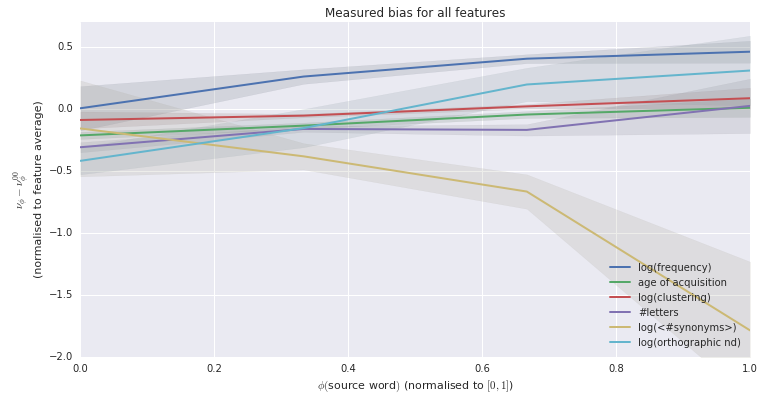 Measured bias for all features
0.5
0.0
−0.5
−1.0
−1.5
−2.0
ν_ϕ − ν_ϕ^00
(normalised to feature average)
log(frequency)
age of acquisition
log(clustering)
#letters
log(<#synonyms>)
log(orthographic nd)
0.0 0.2 0.4 0.6 0.8 1.0
ϕ(source word) (normalised to [0, 1])